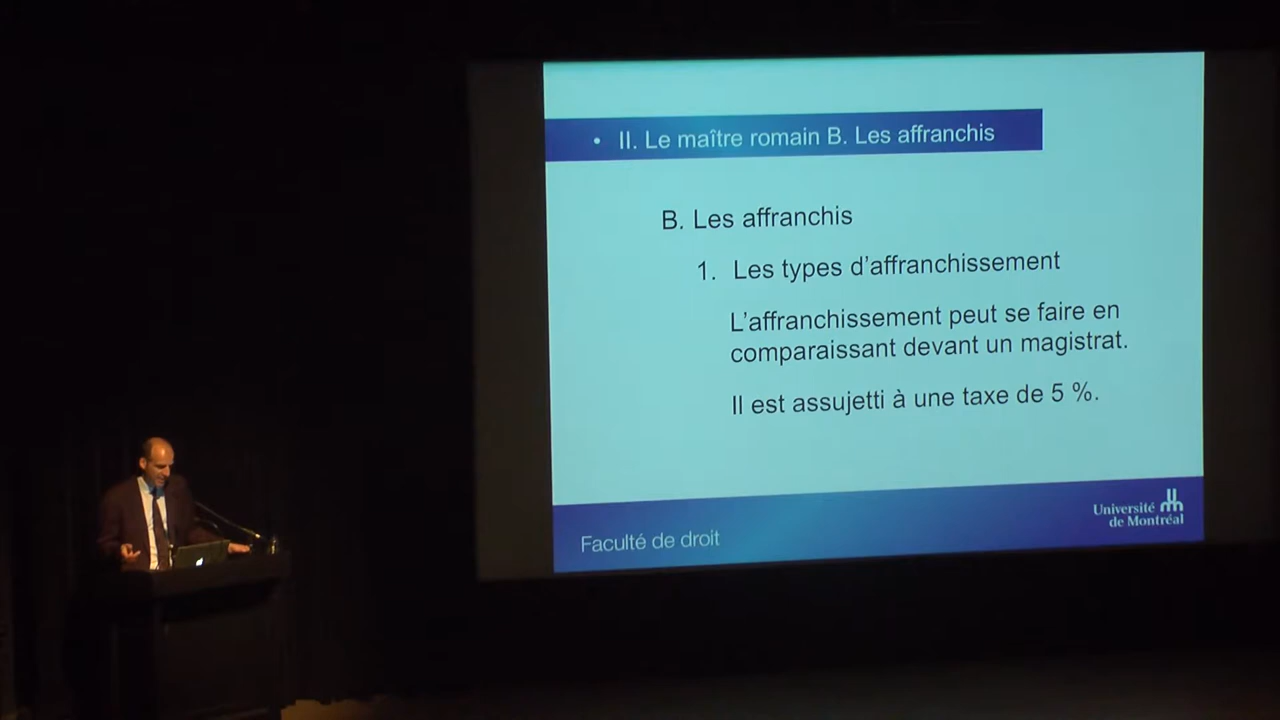 • II. Le maître romain B. Les affranchis
B. Les affranchis
1. Les types d’affranchissement
L’affranchissement peut se faire en
comparaissant devant un magistrat.
Il est assujetti à une taxe de 5 %.
Faculté de droit
Université
de Montréal